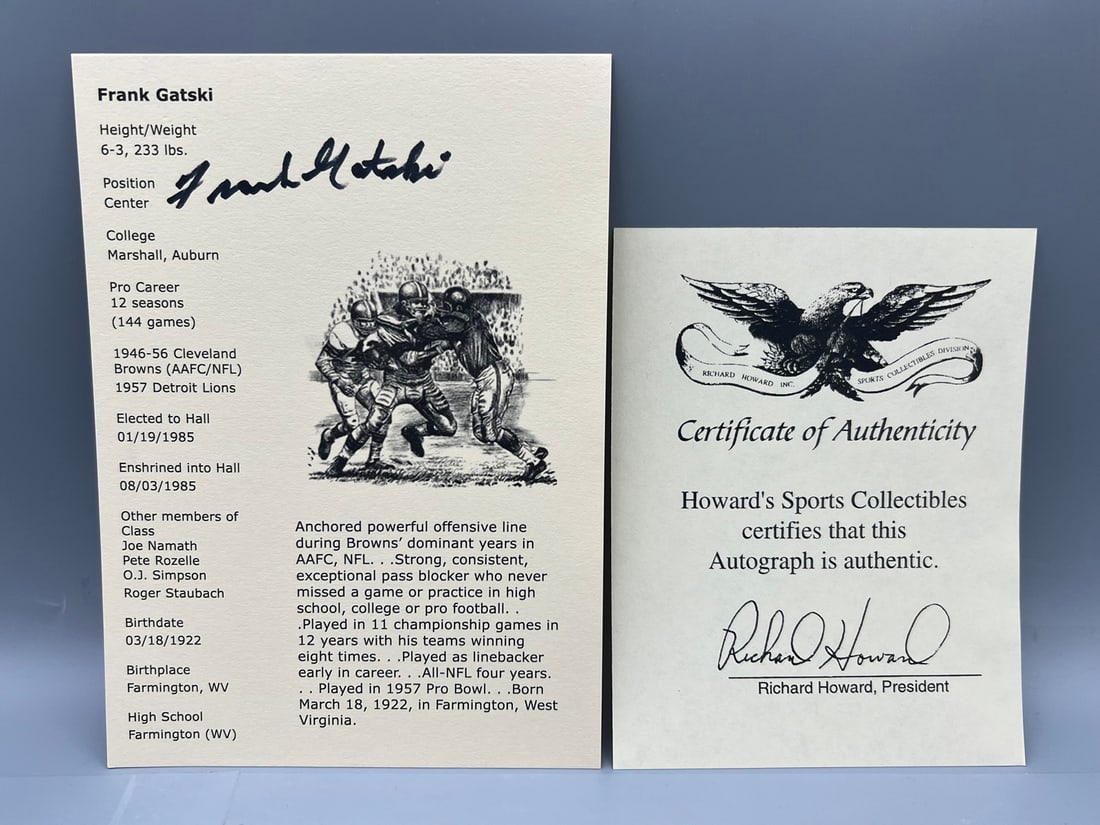 Frank Gatski
Height/Weight
6-3, 233 lbs.
Frank Gatski
Position
Center
College
Marshall, Auburn
Pro Career
12 seasons
(144 games)
1946-56 Cleveland
Browns (AAFC/NFL)
1957 Detroit Lions
Elected to Hall
01/19/1985
Enshrined into Hall
08/03/1985
Other members of
Class
Joe Namath
Pete Rozelle
O.J. Simpson
Roger Staubach
Birthdate
03/18/1922
Birthplace
Farmington, WV
High School
Farmington (WV)
Anchored powerful offensive line
during Browns' dominant years in
AAFC, NFL. . .Strong, consistent,
exceptional pass blocker who never
missed a game or practice in high
school, college or pro football. .
.Played in 11 championship games in
12 years with his teams winning
eight times. . .Played as linebacker
early in career. . .All-NFL four years.
. . Played in 1957 Pro Bowl. . .Born
March 18, 1922, in Farmington, West
Virginia.
RICHARD HOWARD INC.
SPORTS COLLECTIBLES DIVISION
Certificate of Authenticity
Howard's Sports Collectibles
certifies that this
Autograph is authentic.
Richard Howard
Richard Howard, President